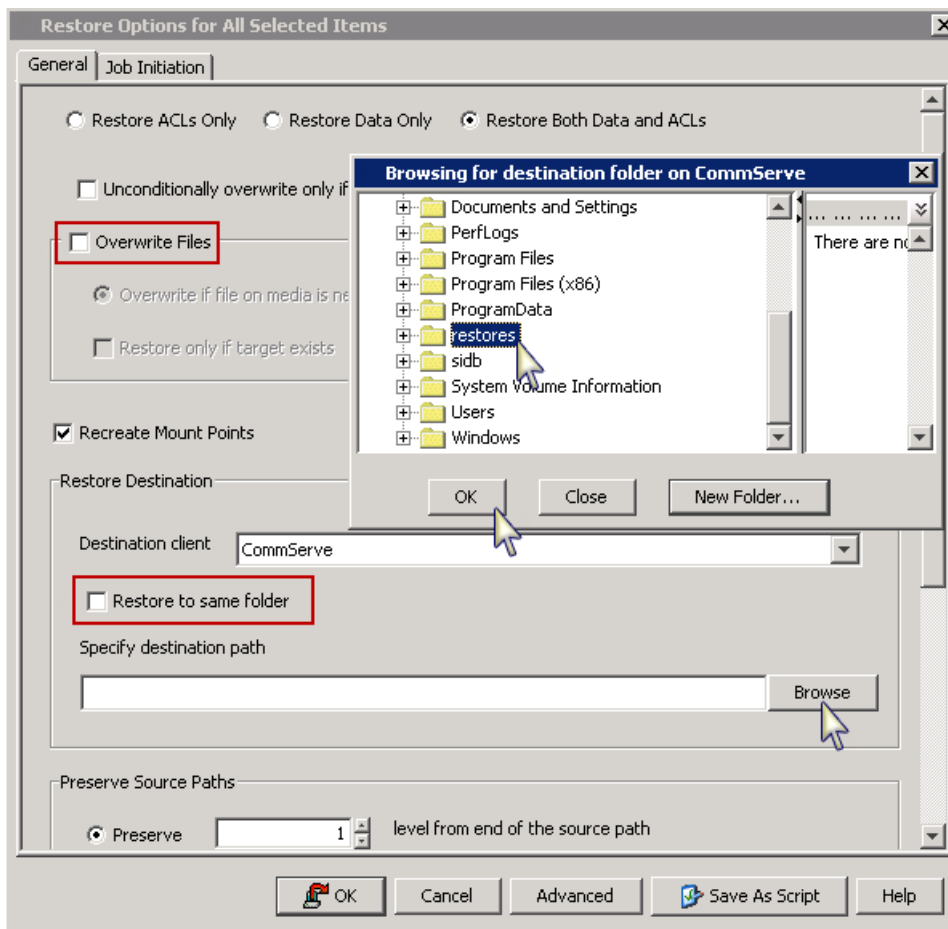 Restore Options for All Selected Items
General
Job Initiation
Restore ACLs Only
Restore Data Only
Restore Both Data and ACLs
Unconditionally overwrite only if
Overwrite Files
Overwrite if file on media is ne
Restore only if target exists
Browsing for destination folder on CommServe
Documents and Settings
PerfLogs
Program Files
Program Files (x86)
ProgramData
restores
sidb
System Volume Information
Users
Windows
... ... ... ...
There are no
OK
Close
New Folder...
Recreate Mount Points
Restore Destination
Destination client
CommServe
Restore to same folder
Specify destination path
Browse
Preserve Source Paths
Preserve
1
level from end of the source path
OK
Cancel
Advanced
Save As Script
Help